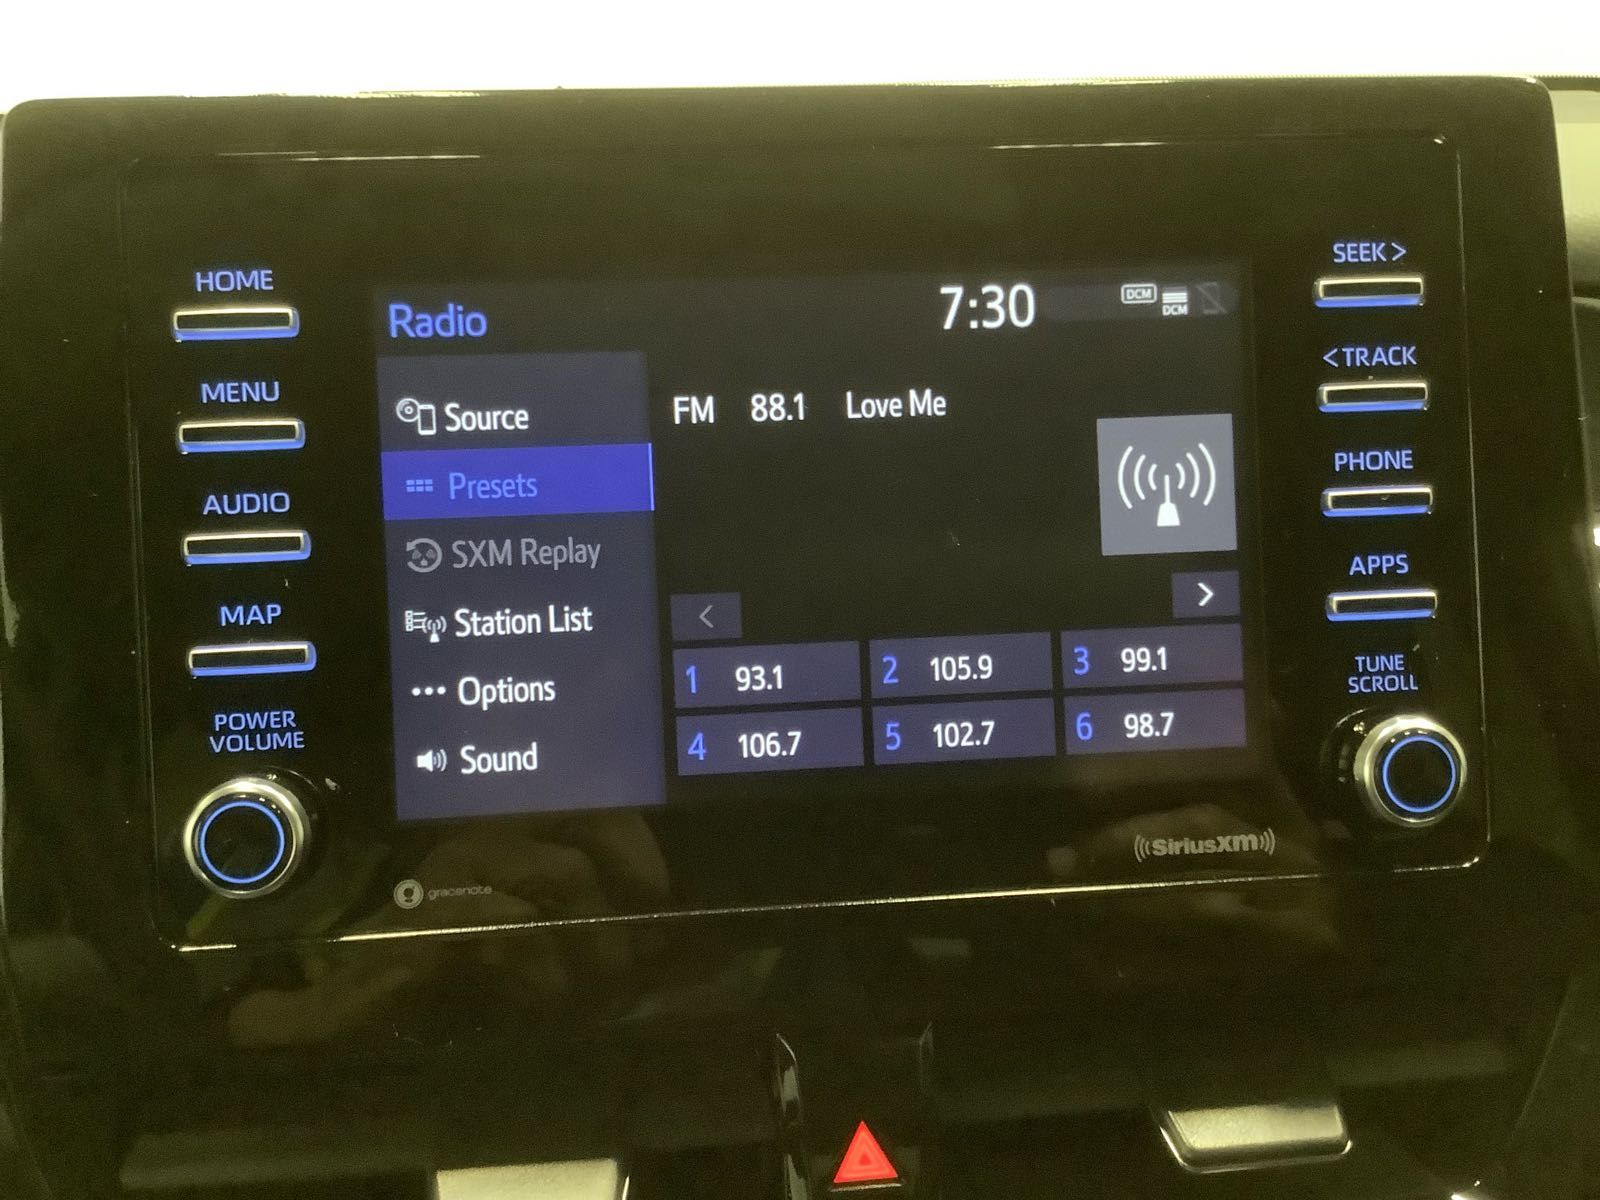 HOME
MENU
AUDIO
MAP
POWER
VOLUME
Radio
7:30
DCM
DCM
Source
Presets
SXM Replay
Station List
Options
Sound
FM 88.1 Love Me
<
>
1 93.1
2 105.9
3 99.1
4 106.7
5 102.7
6 98.7
SEEK >
< TRACK
PHONE
APPS
TUNE
SCROLL
gracenote
((SiriusXM))